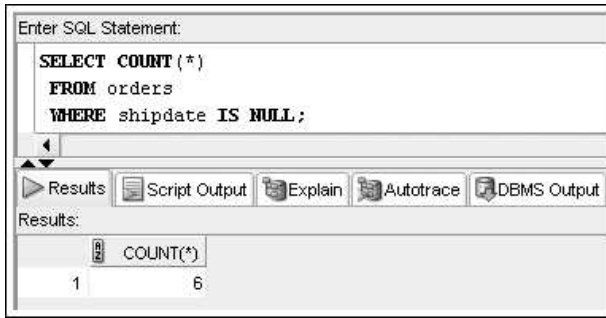 Enter SQL Statement:
SELECT COUNT(*)
FROM orders
WHERE shipdate IS NULL;
Results Script Output Explain Autotrace DBMS Output
Results:
AZ COUNT(*)
1 6